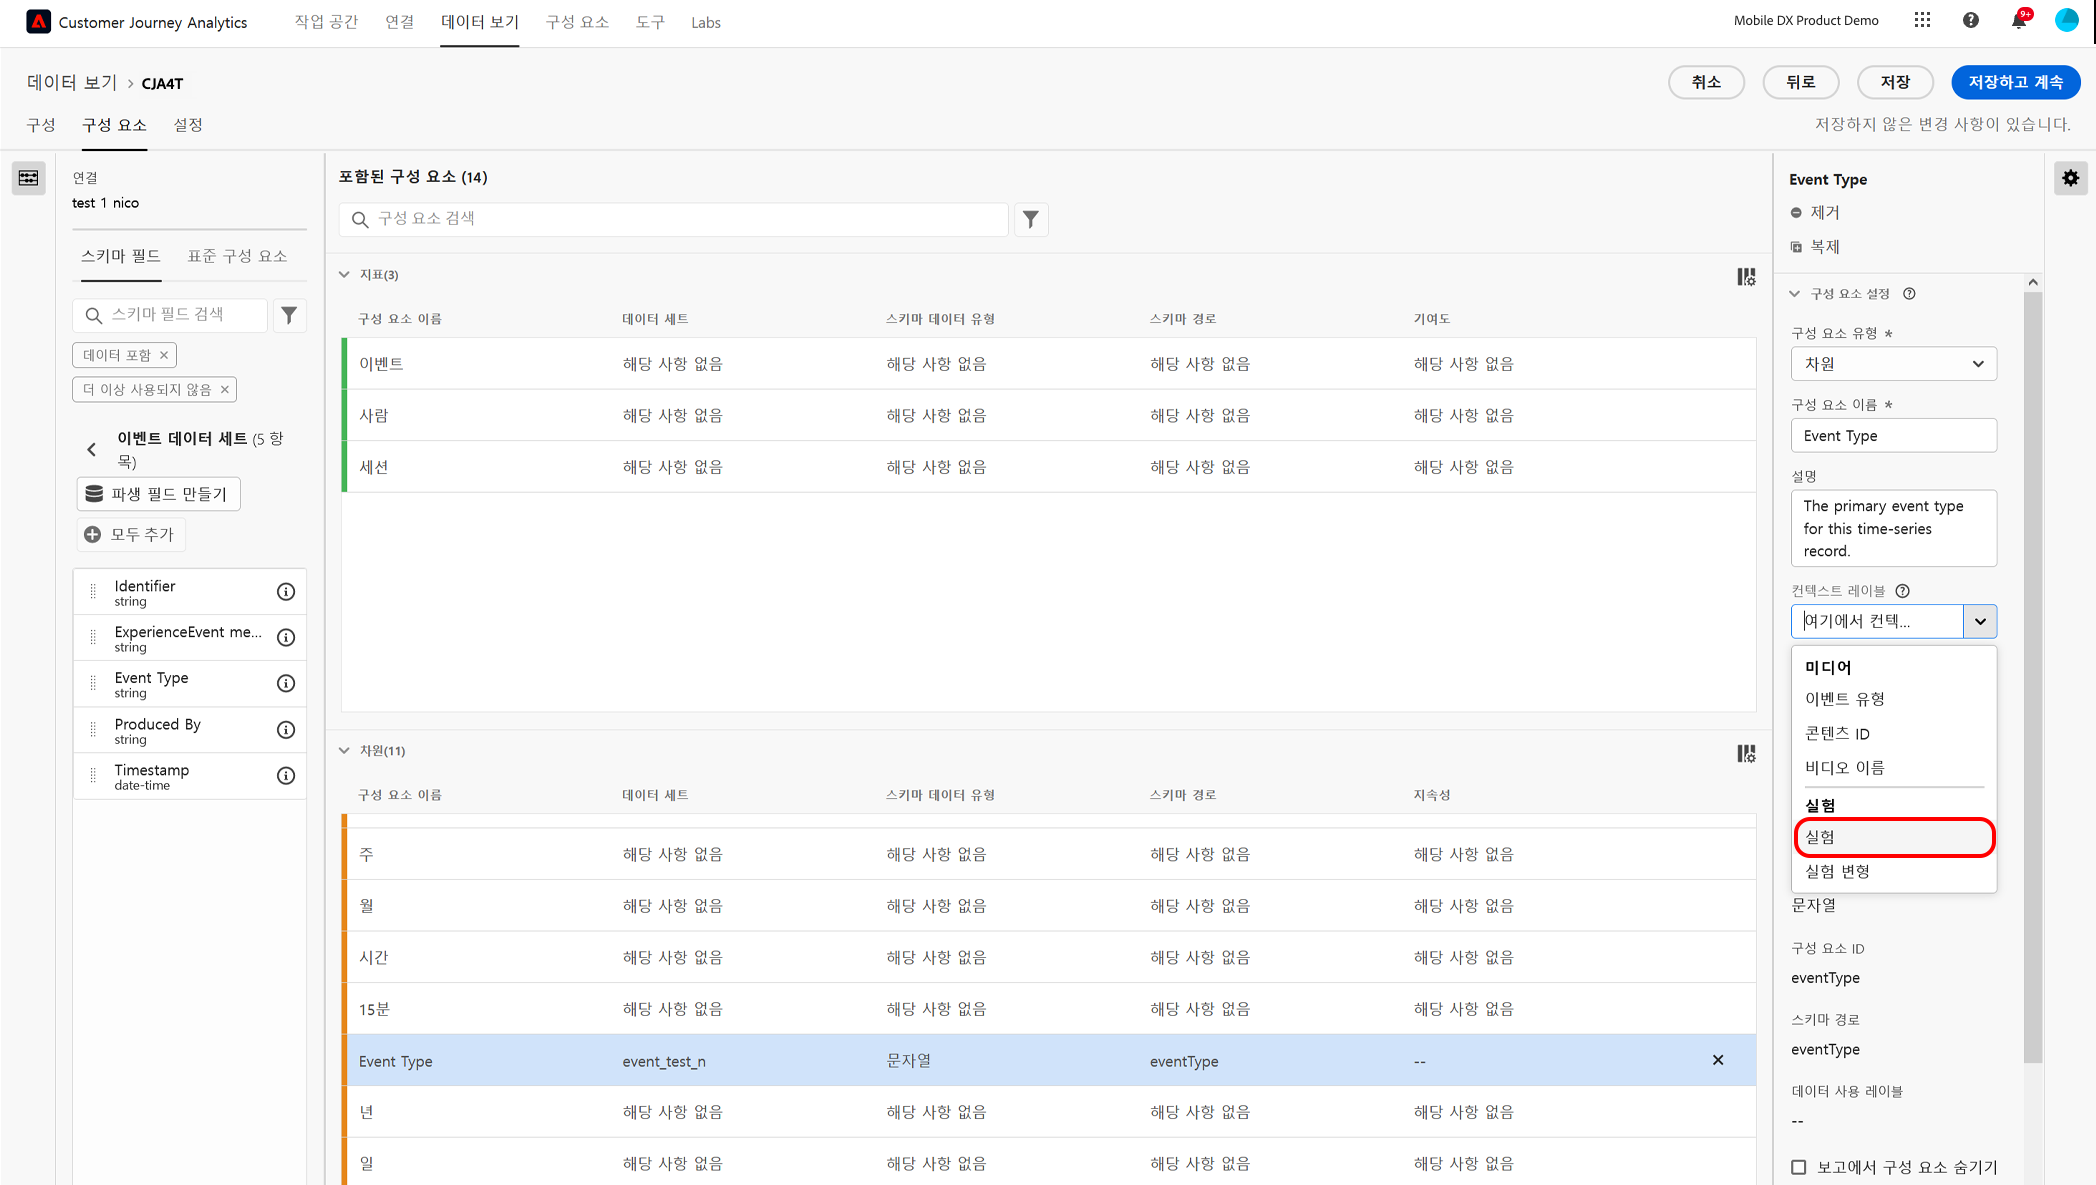 Customer Journey Analytics
작업 공간
연결
데이터 보기
구성 요소
도구
Labs
Mobile DX Product Demo
9+
데이터 보기 › CJA4T
취소
뒤로
저장
저장하고 계속
구성
구성 요소
설정
저장하지 않은 변경 사항이 있습니다.
연결
test 1 nico
스키마 필드
표준 구성 요소
스키마 필드 검색
데이터 포함 ×
더 이상 사용되지 않음 ×
이벤트 데이터 세트 (5 항
목)
파생 필드 만들기
모두 추가
Identifier
string
ExperienceEvent me...
string
Event Type
string
Produced By
string
Timestamp
date-time
포함된 구성 요소 (14)
구성 요소 검색
지표(3)
구성 요소 이름 데이터 세트 스키마 데이터 유형 스키마 경로 기여도
이벤트 해당 사항 없음 해당 사항 없음 해당 사항 없음 해당 사항 없음
사람 해당 사항 없음 해당 사항 없음 해당 사항 없음 해당 사항 없음
세션 해당 사항 없음 해당 사항 없음 해당 사항 없음 해당 사항 없음
차원(11)
구성 요소 이름 데이터 세트 스키마 데이터 유형 스키마 경로 지속성
주 해당 사항 없음 해당 사항 없음 해당 사항 없음 해당 사항 없음
월 해당 사항 없음 해당 사항 없음 해당 사항 없음 해당 사항 없음
시간 해당 사항 없음 해당 사항 없음 해당 사항 없음 해당 사항 없음
15분 해당 사항 없음 해당 사항 없음 해당 사항 없음 해당 사항 없음
Event Type event_test_n 문자열 eventType --
년 해당 사항 없음 해당 사항 없음 해당 사항 없음 해당 사항 없음
일 해당 사항 없음 해당 사항 없음 해당 사항 없음 해당 사항 없음
Event Type
제거
복제
구성 요소 설정
구성 요소 유형 *
차원
구성 요소 이름 *
Event Type
설명
The primary event type
for this time-series
record.
컨텍스트 레이블
여기에서 컨텍...
미디어
이벤트 유형
콘텐츠 ID
비디오 이름
실험
실험
실험 변형
문자열
구성 요소 ID
eventType
스키마 경로
eventType
데이터 사용 레이블
--
보고에서 구성 요소 숨기기